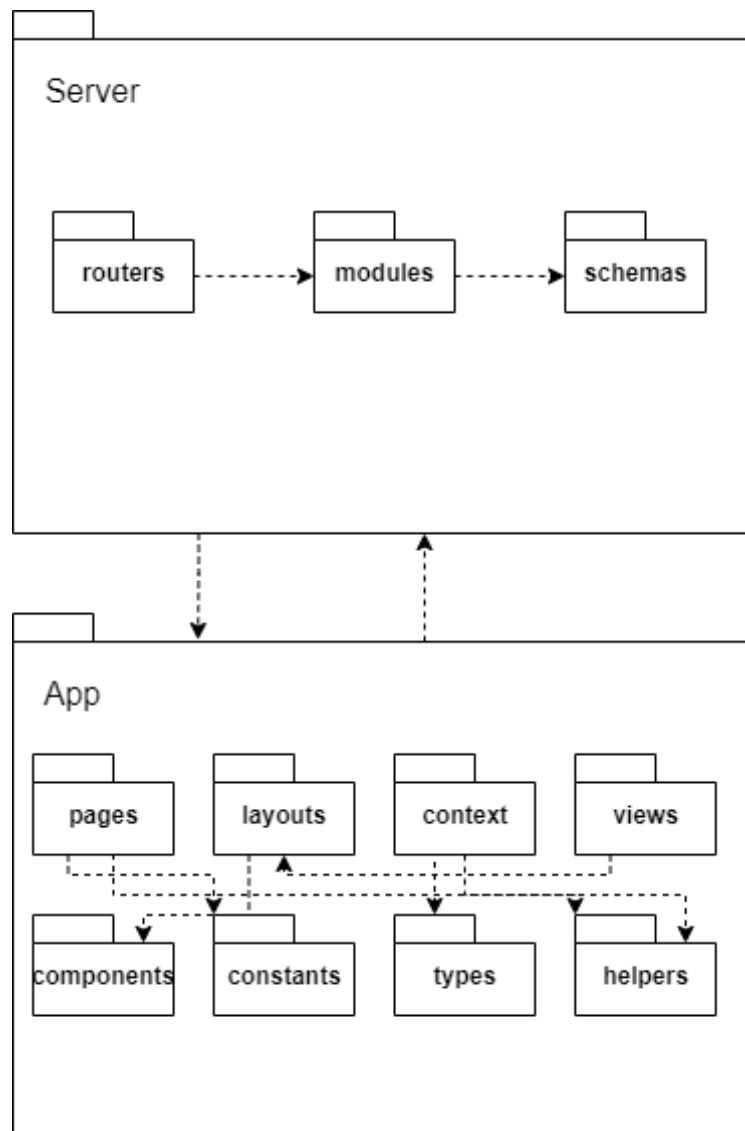 Server
routers
modules
schemas
App
pages
layouts
context
views
components
constants
types
helpers